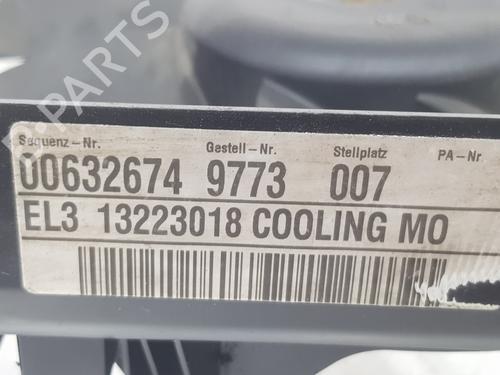 B-PARTS
Sequenz-Nr. Gestell-Nr. Stellplatz PA-Nr
00632674 9773 007
EL3 13223018 COOLING MO